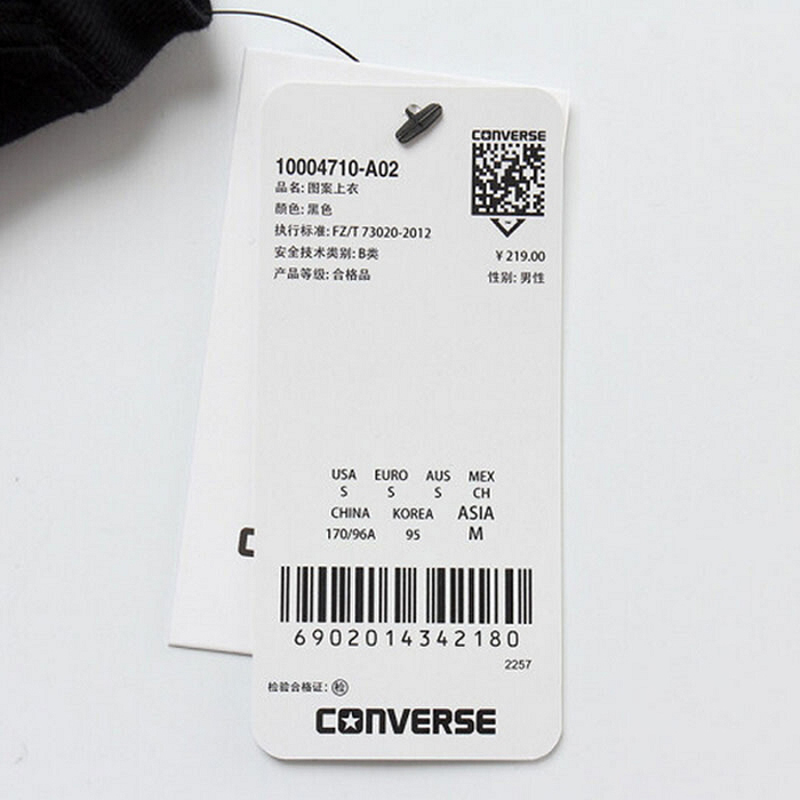 CONVERSE
10004710-A02
品名: 图案上衣
颜色: 黑色
执行标准: FZ/T 73020-2012
安全技术类别: B类
产品等级: 合格品
¥ 219.00
性别: 男性
USA EURO AUS MEX
S S S CH
CHINA KOREA ASIA
170/96A 95 M
6902014342180
2257
检验合格证: 检
CONVERSE
C